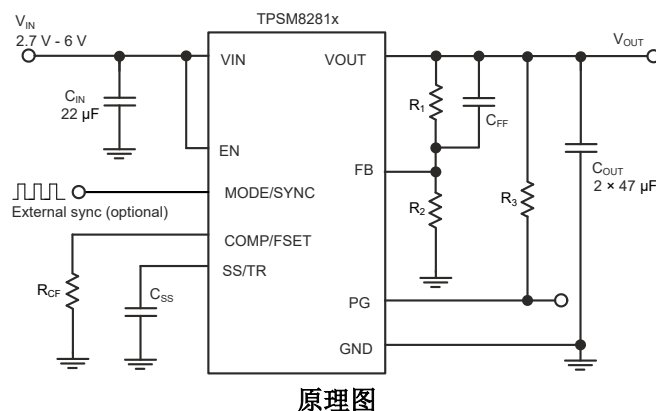 TPSM8281x
VIN
2.7 V - 6 V
VIN
VOUT
VOUT
CIN
22 µF
R1
CFF
EN
FB
COUT
2 × 47 µF
MODE/SYNC
External sync (optional)
R2
R3
COMP/FSET
SS/TR
RCF
CSS
PG
GND
原理图